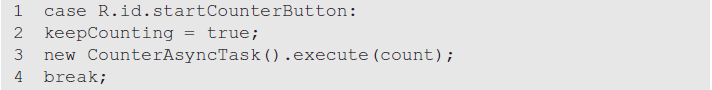 1 case R.id.startCounterButton:
2 keepCounting = true;
3 new CounterAsyncTask().execute(count);
4 break;